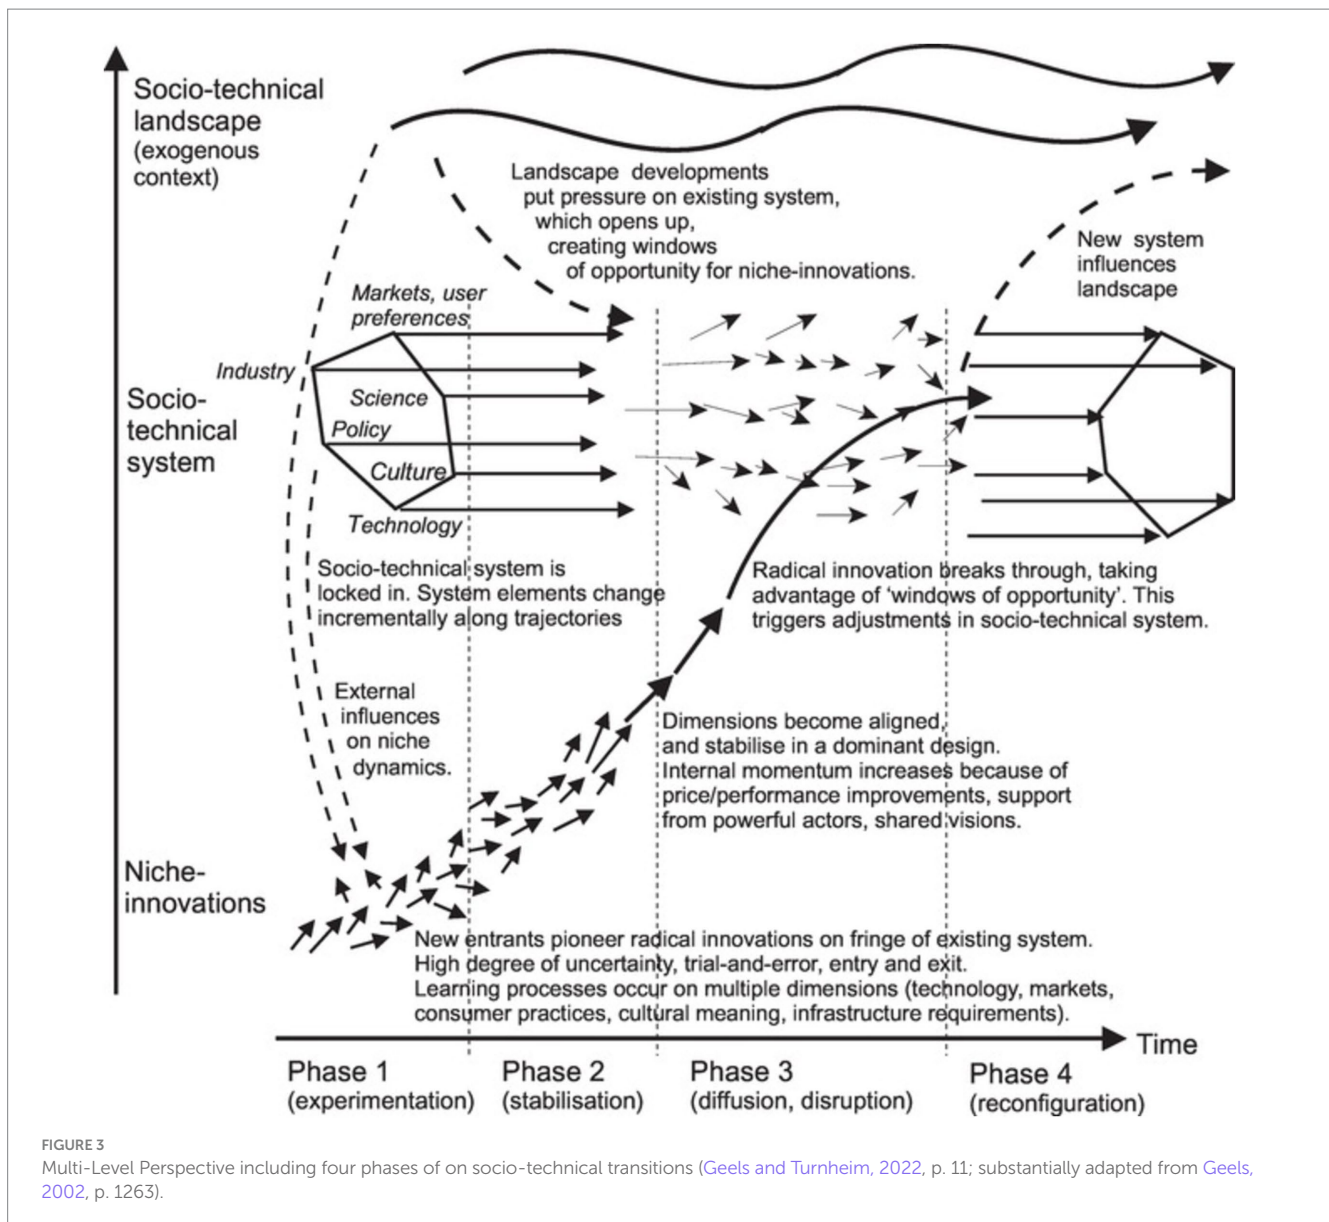 Socio-technical
landscape
(exogenous
context)
Landscape developments
put pressure on existing system,
which opens up,
creating windows
of opportunity for niche-innovations.
New system
influences
landscape
Markets, user
preferences
Industry
Science
Policy
Culture
Technology
Socio-
technical
system
Socio-technical system is
locked in. System elements change
incrementally along trajectories
Radical innovation breaks through, taking
advantage of ‘windows of opportunity’. This
triggers adjustments in socio-technical system.
External
influences
on niche
dynamics.
Dimensions become aligned,
and stabilise in a dominant design.
Internal momentum increases because of
price/performance improvements, support
from powerful actors, shared visions.
Niche-
innovations
New entrants pioneer radical innovations on fringe of existing system.
High degree of uncertainty, trial-and-error, entry and exit.
Learning processes occur on multiple dimensions (technology, markets,
consumer practices, cultural meaning, infrastructure requirements).
Time
Phase 1
(experimentation)
Phase 2
(stabilisation)
Phase 3
(diffusion, disruption)
Phase 4
(reconfiguration)
FIGURE 3
Multi-Level Perspective including four phases of on socio-technical transitions (Geels and Turnheim, 2022, p. 11; substantially adapted from Geels,
2002, p. 1263).